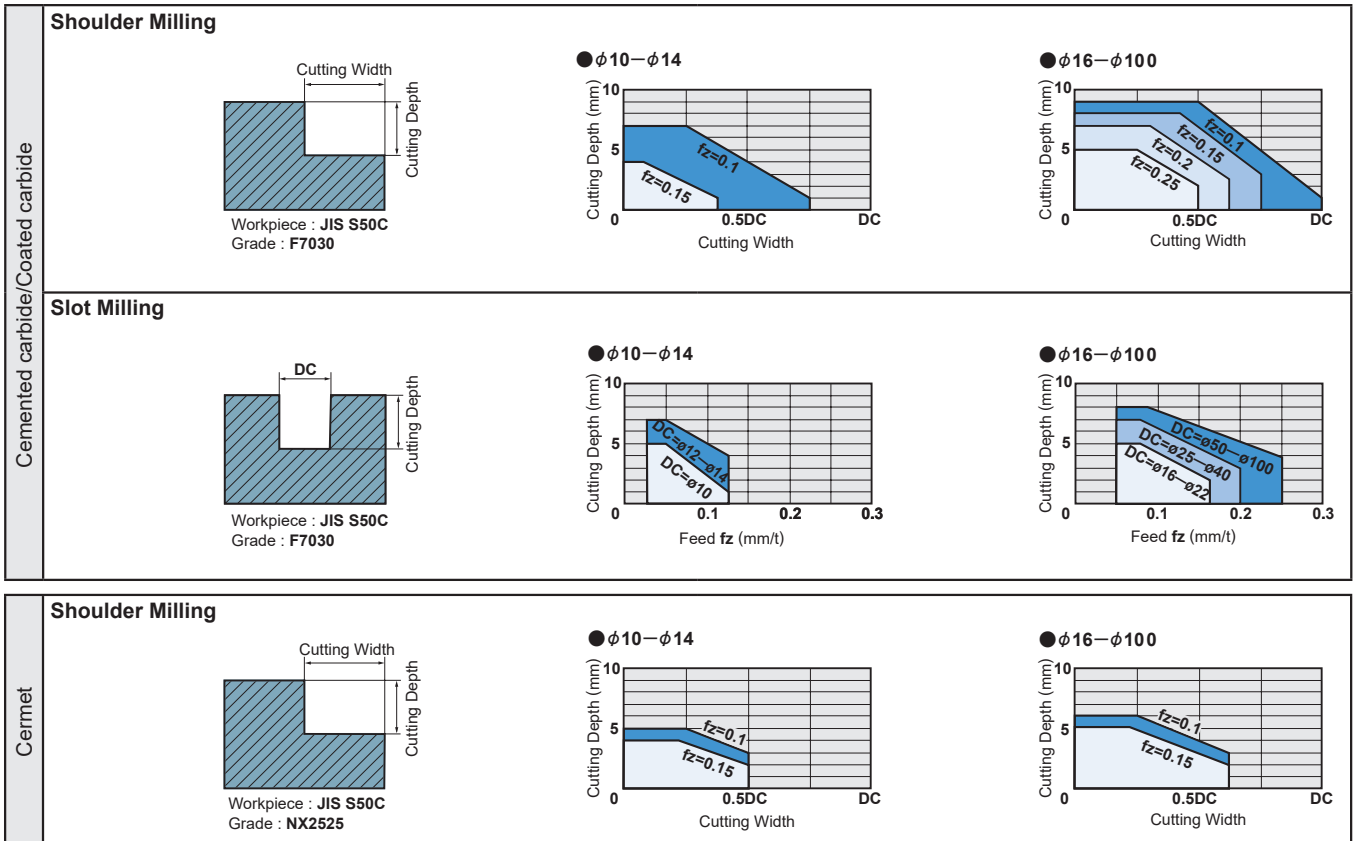 Cemented carbide/Coated carbide
Shoulder Milling
Cutting Width
Cutting Depth
Workpiece : JIS S50C
Grade : F7030
●φ10－φ14
Cutting Depth (mm)
10
5
0
fz=0.1
fz=0.15
0.5DC
DC
Cutting Width
●φ16－φ100
Cutting Depth (mm)
10
5
0
fz=0.1
fz=0.15
fz=0.2
fz=0.25
0.5DC
DC
Cutting Width
Slot Milling
DC
Cutting Depth
Workpiece : JIS S50C
Grade : F7030
●φ10－φ14
Cutting Depth (mm)
10
5
0
DC=ø12—ø14
DC=ø10
0.1
0.2
0.3
Feed fz (mm/t)
●φ16－φ100
Cutting Depth (mm)
10
5
0
DC=ø50—ø100
DC=ø25—ø40
DC=ø16—ø22
0.1
0.2
0.3
Feed fz (mm/t)
Cermet
Shoulder Milling
Cutting Width
Cutting Depth
Workpiece : JIS S50C
Grade : NX2525
●φ10－φ14
Cutting Depth (mm)
10
5
0
fz=0.1
fz=0.15
0.5DC
DC
Cutting Width
●φ16－φ100
Cutting Depth (mm)
10
5
0
fz=0.1
fz=0.15
0.5DC
DC
Cutting Width